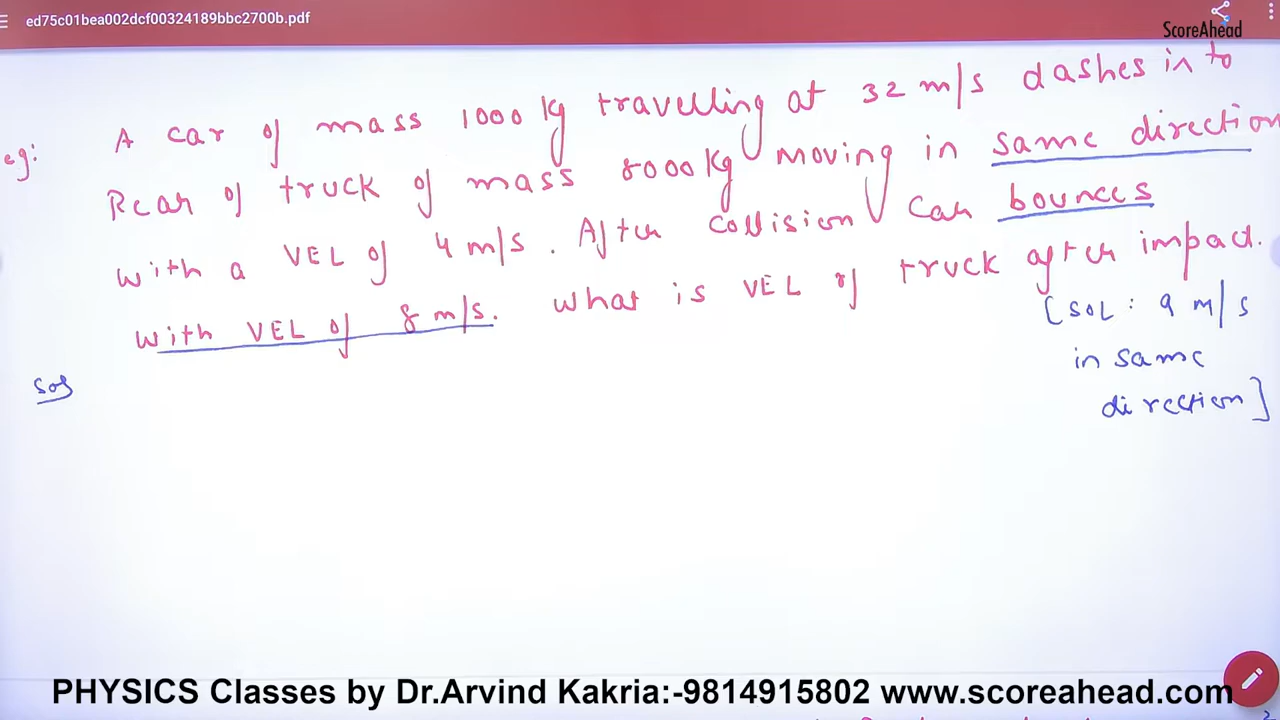 ed75c01bea002dcf00324189bbc2700b.pdf
ScoreAhead
eg: A car of mass 1000 kg travelling at 32 m/s dashes in to
Rear of truck of mass 8000 kg moving in same direction
with a VEL of 4 m/s. After collision car bounces
with VEL of 8 m/s. What is VEL of truck after impact.
[SOL: 9 m/s
in same
direction]
Sol
PHYSICS Classes by Dr.Arvind Kakria:-9814915802 www.scoreahead.com